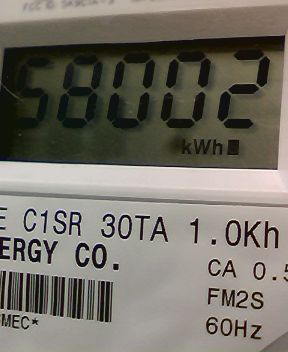 58002
kWh
E C1SR 30TA 1.0Kh
ERGY CO.
CA 0.5
FM2S
60Hz
MEC*